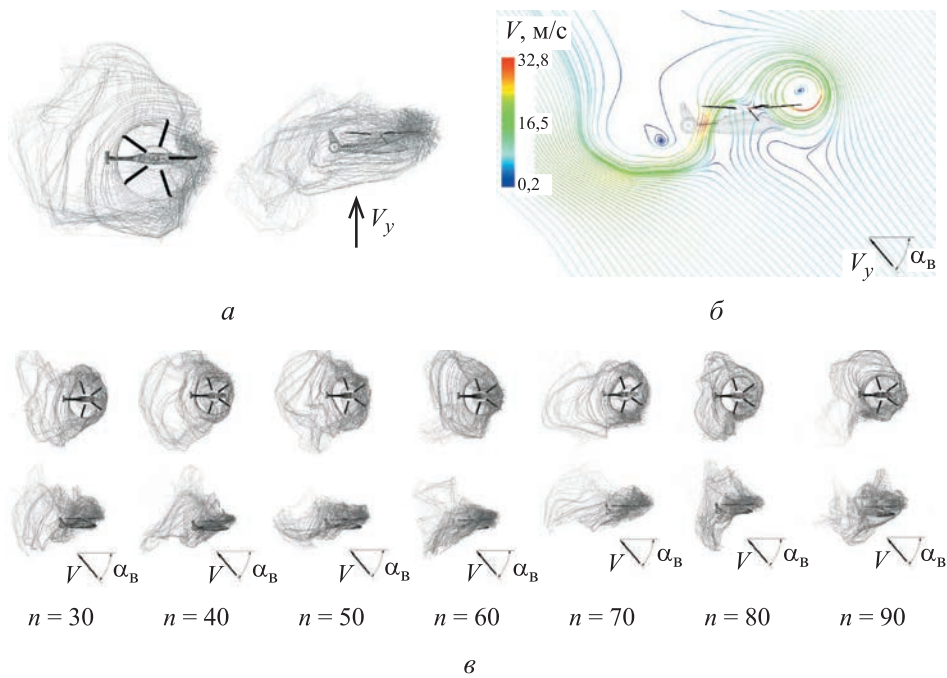 V, м/с
32,8
16,5
0,2
V_y
V_y α_в
а б
V α_в V α_в V α_в V α_в V α_в V α_в V α_в
n = 30 n = 40 n = 50 n = 60 n = 70 n = 80 n = 90
в